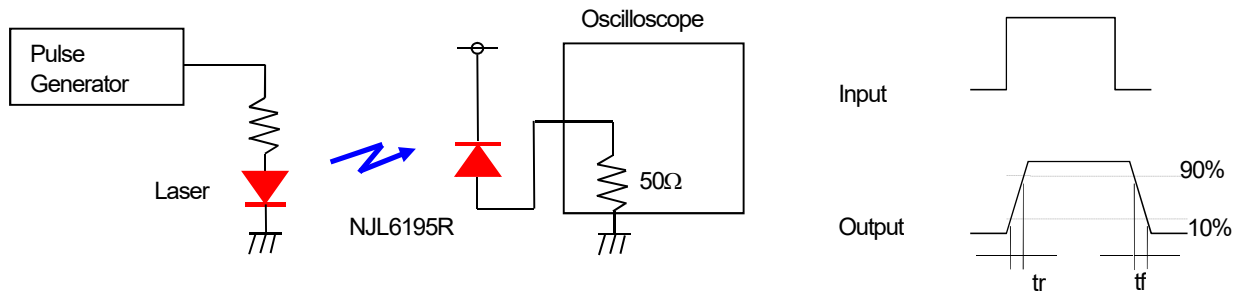 Oscilloscope
Pulse
Generator
Laser
NJL6195R
50Ω
Input
Output
90%
10%
tr
tf